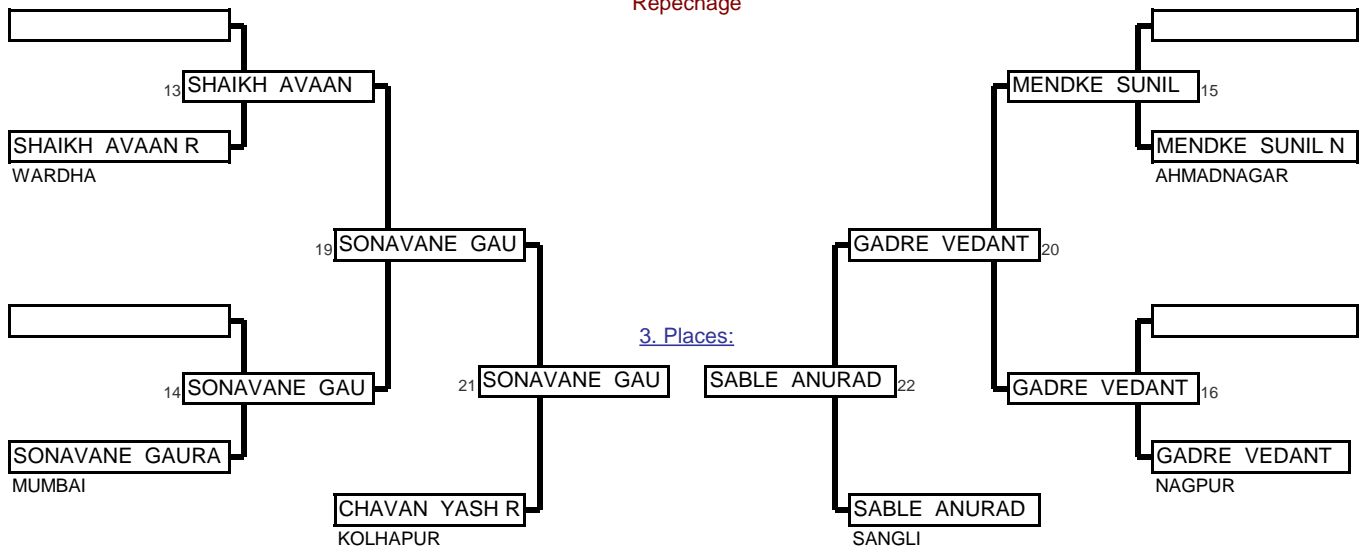 Repechage
13 SHAIKH AVAAN
MENDKE SUNIL 15
SHAIKH AVAAN R
WARDHA
MENDKE SUNIL N
AHMADNAGAR
19 SONAVANE GAU
GADRE VEDANT 20
3. Places:
14 SONAVANE GAU
21 SONAVANE GAU
SABLE ANURAD 22
GADRE VEDANT 16
SONAVANE GAURA
MUMBAI
GADRE VEDANT
NAGPUR
CHAVAN YASH R
KOLHAPUR
SABLE ANURAD
SANGLI